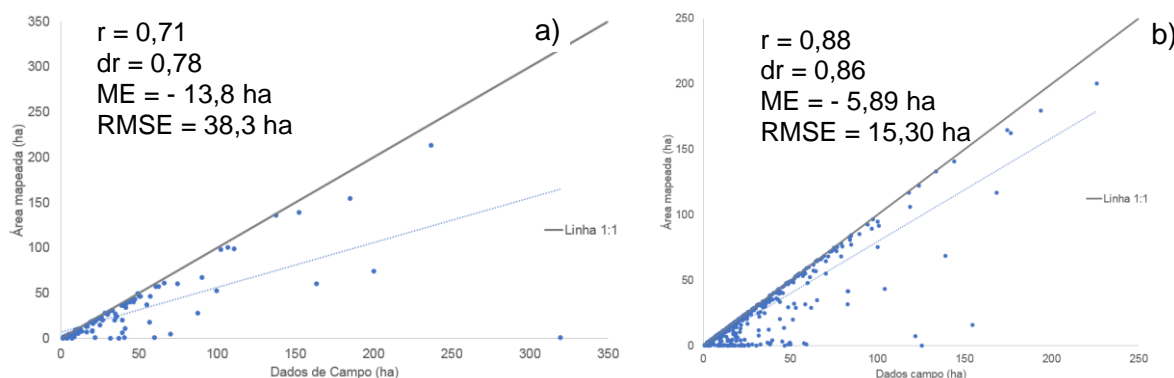 r = 0,71
dr = 0,78
ME = - 13,8 ha
RMSE = 38,3 ha
a)
350
300
250
200
150
100
50
0
Área mapeada (ha)
0 50 100 150 200 250 300 350
Dados de Campo (ha)
Linha 1:1
r = 0,88
dr = 0,86
ME = - 5,89 ha
RMSE = 15,30 ha
b)
250
200
150
100
50
0
Área mapeada (ha)
0 50 100 150 200 250
Dados campo (ha)
Linha 1:1